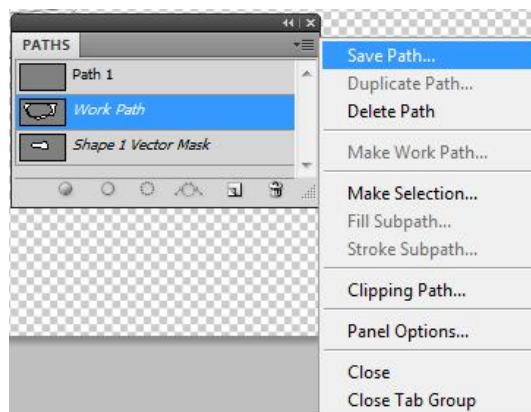 PATHS
Path 1
Work Path
Shape 1 Vector Mask
Save Path...
Duplicate Path...
Delete Path
Make Work Path...
Make Selection...
Fill Subpath...
Stroke Subpath...
Clipping Path...
Panel Options...
Close
Close Tab Group